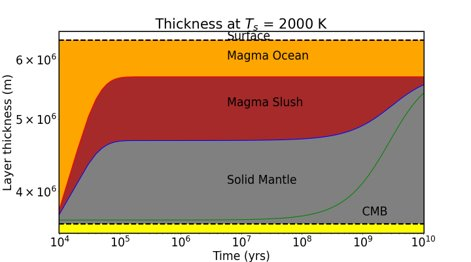 Thickness at Tₛ = 2000 K
Surface
Magma Ocean
Magma Slush
Solid Mantle
CMB
6 × 10⁶
5 × 10⁶
4 × 10⁶
Layer thickness (m)
10⁴ 10⁵ 10⁶ 10⁷ 10⁸ 10⁹ 10¹⁰
Time (yrs)